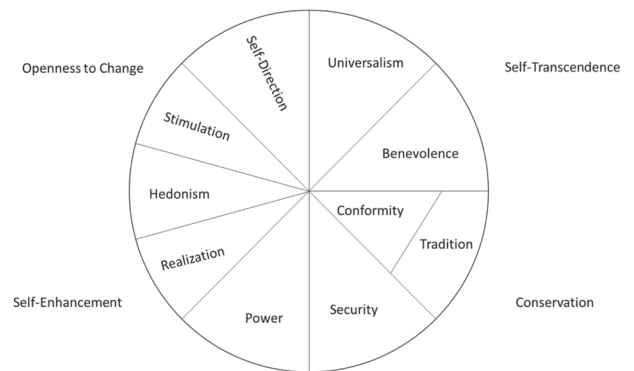 Openness to Change
Self-Direction
Universalism
Self-Transcendence
Stimulation
Benevolence
Hedonism
Conformity
Tradition
Realization
Self-Enhancement
Power
Security
Conservation